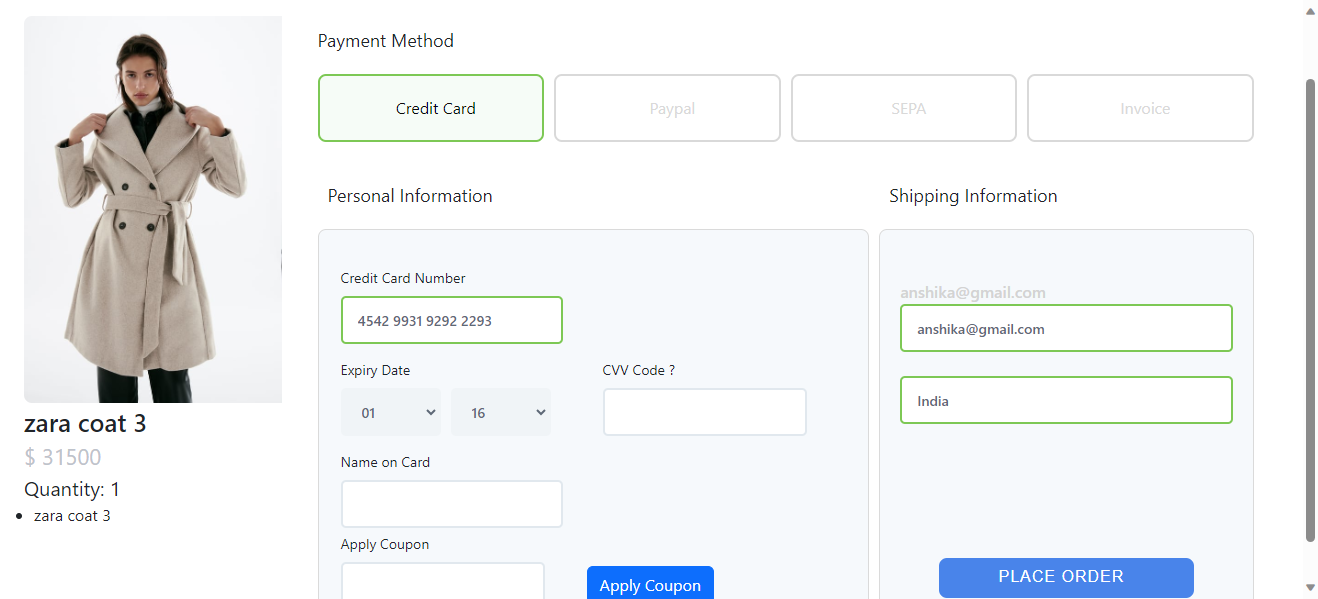 Payment Method
Credit Card
Paypal
SEPA
Invoice
Personal Information
Shipping Information
Credit Card Number
4542 9931 9292 2293
Expiry Date
CVV Code ?
01
16
Name on Card
Apply Coupon
Apply Coupon
anshika@gmail.com
anshika@gmail.com
India
PLACE ORDER
zara coat 3
$ 31500
Quantity: 1
zara coat 3